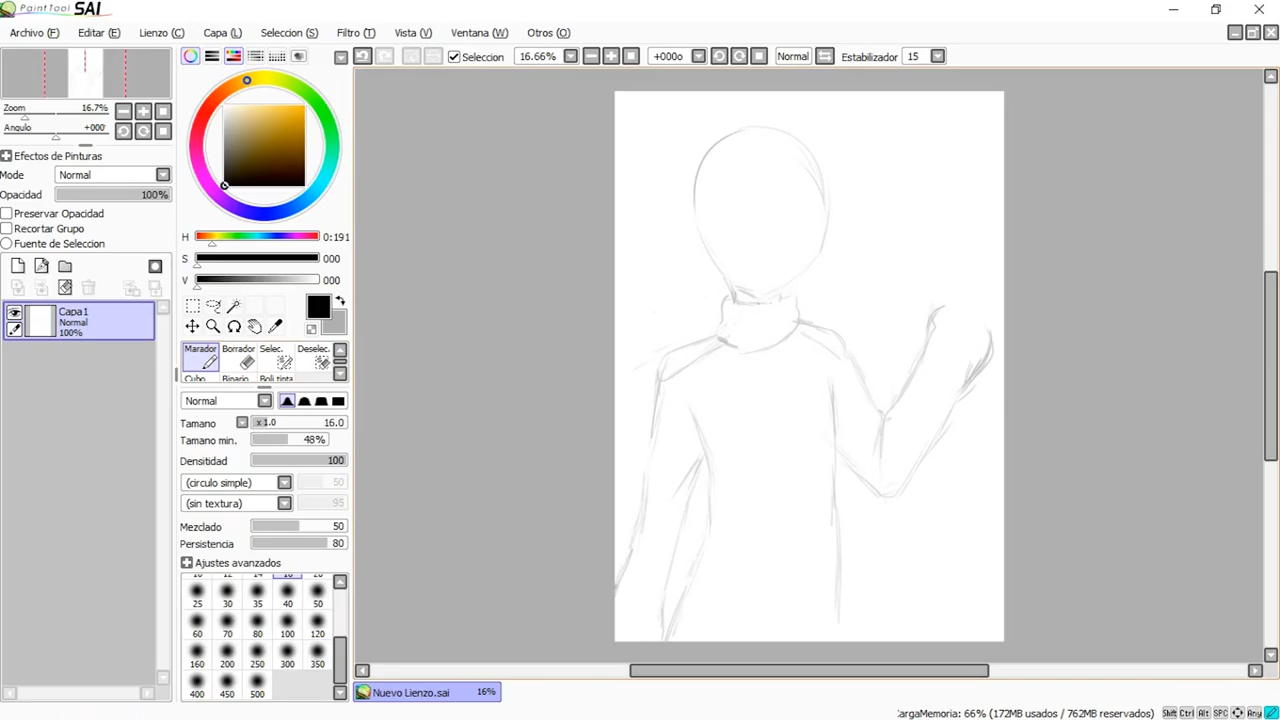 PaintTool SAI
Archivo (F) Editar (E) Lienzo (C) Capa (L) Seleccion (S) Filtro (T) Vista (V) Ventana (W) Otros (O)
Seleccion 16.66% +000o Normal Estabilizador 15
Zoom 16.7%
Angulo +000°
Efectos de Pinturas
Mode Normal
Opacidad 100%
Preservar Opacidad
Recortar Grupo
Fuente de Seleccion
Capa1
Normal
100%
H 0:191
S 000
V 000
Marador Borrador Selec. Deselec.
Cubo Binario Boli tinta
Normal
Tamano x1.0 16.0
Tamano min. 48%
Densitidad 100
(circulo simple) 50
(sin textura) 95
Mezclado 50
Persistencia 80
Ajustes avanzados
25 30 35 40 50
60 70 80 100 120
160 200 250 300 350
400 450 500
Nuevo Lienzo.sai 16%
CargaMemoria: 66% (172MB usados / 762MB reservados) Shift Ctrl Alt SPC Any